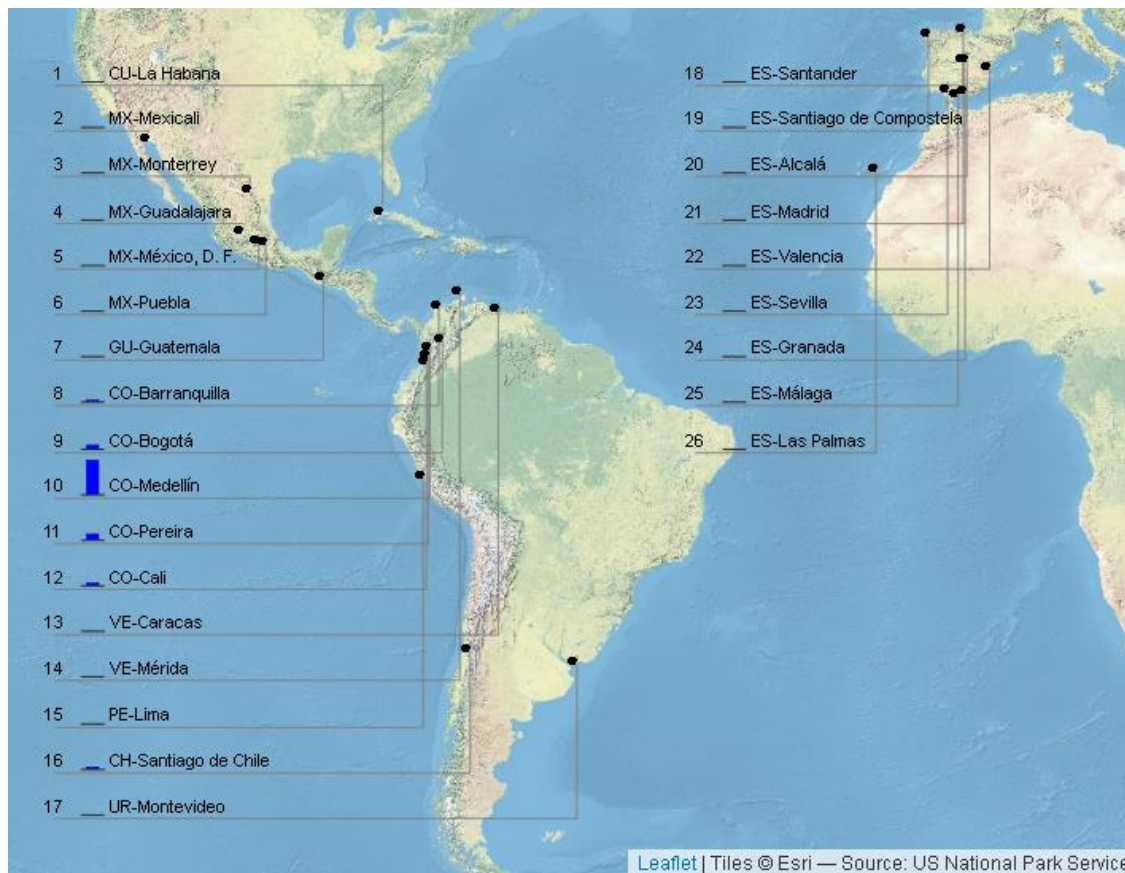 1 CU-La Habana
2 MX-Mexicali
3 MX-Monterrey
4 MX-Guadalajara
5 MX-México, D. F.
6 MX-Puebla
7 GU-Guatemala
8 CO-Barranquilla
9 CO-Bogotá
10 CO-Medellín
11 CO-Pereira
12 CO-Cali
13 VE-Caracas
14 VE-Mérida
15 PE-Lima
16 CH-Santiago de Chile
17 UR-Montevideo
18 ES-Santander
19 ES-Santiago de Compostela
20 ES-Alcalá
21 ES-Madrid
22 ES-Valencia
23 ES-Sevilla
24 ES-Granada
25 ES-Málaga
26 ES-Las Palmas
Leaflet | Tiles © Esri — Source: US National Park Service